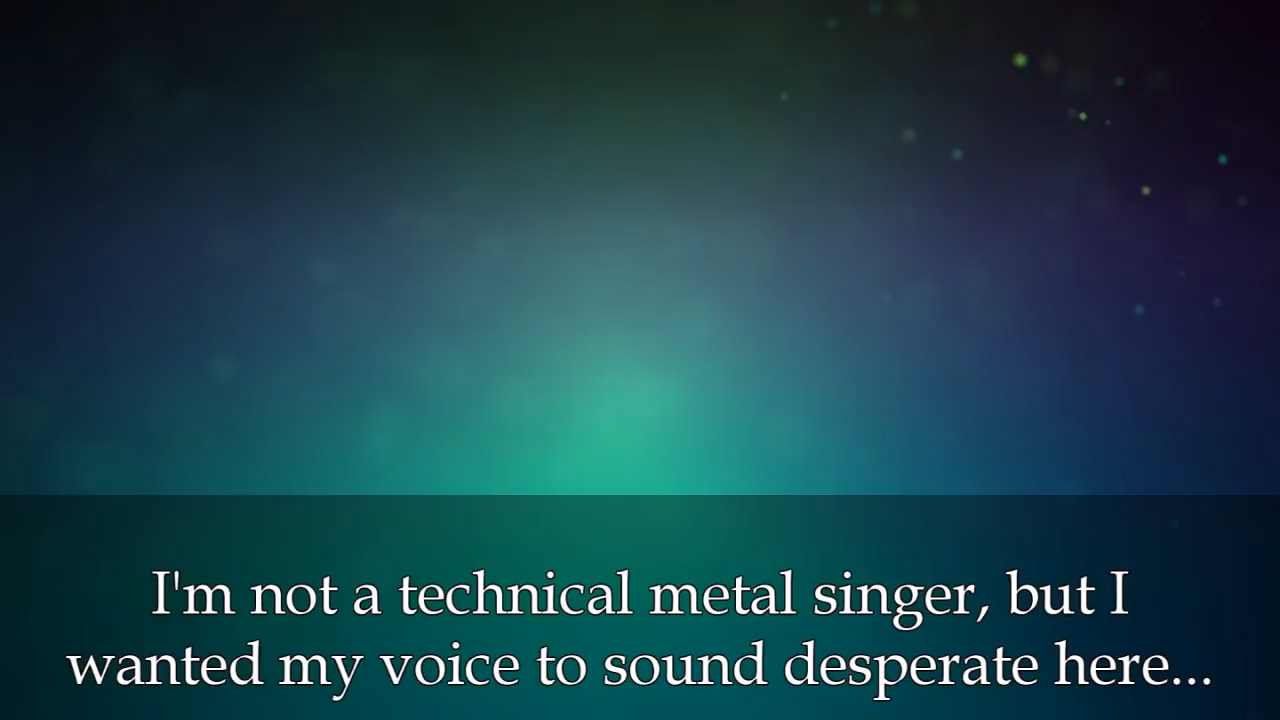 I'm not a technical metal singer, but I
wanted my voice to sound desperate here...